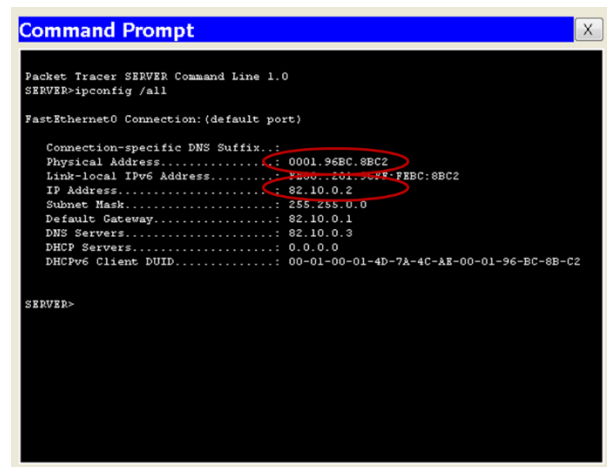 Command Prompt
X
Packet Tracer SERVER Command Line 1.0
SERVER>ipconfig /all
FastEthernet0 Connection:(default port)
Connection-specific DNS Suffix..:
Physical Address................: 0001.96BC.8BC2
Link-local IPv6 Address.........: FE80::201:96FF:FEBC:8BC2
IP Address......................: 82.10.0.2
Subnet Mask.....................: 255.255.0.0
Default Gateway.................: 82.10.0.1
DNS Servers.....................: 82.10.0.3
DHCP Servers....................: 0.0.0.0
DHCPv6 Client DUID..............: 00-01-00-01-4D-7A-4C-AE-00-01-96-BC-8B-C2
SERVER>